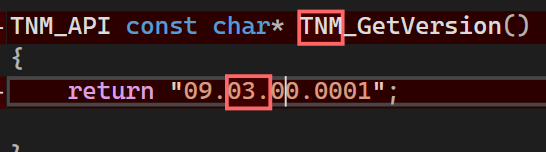 TNM_API const char* TNM_GetVersion()
{
return "09.03.00.0001";
}